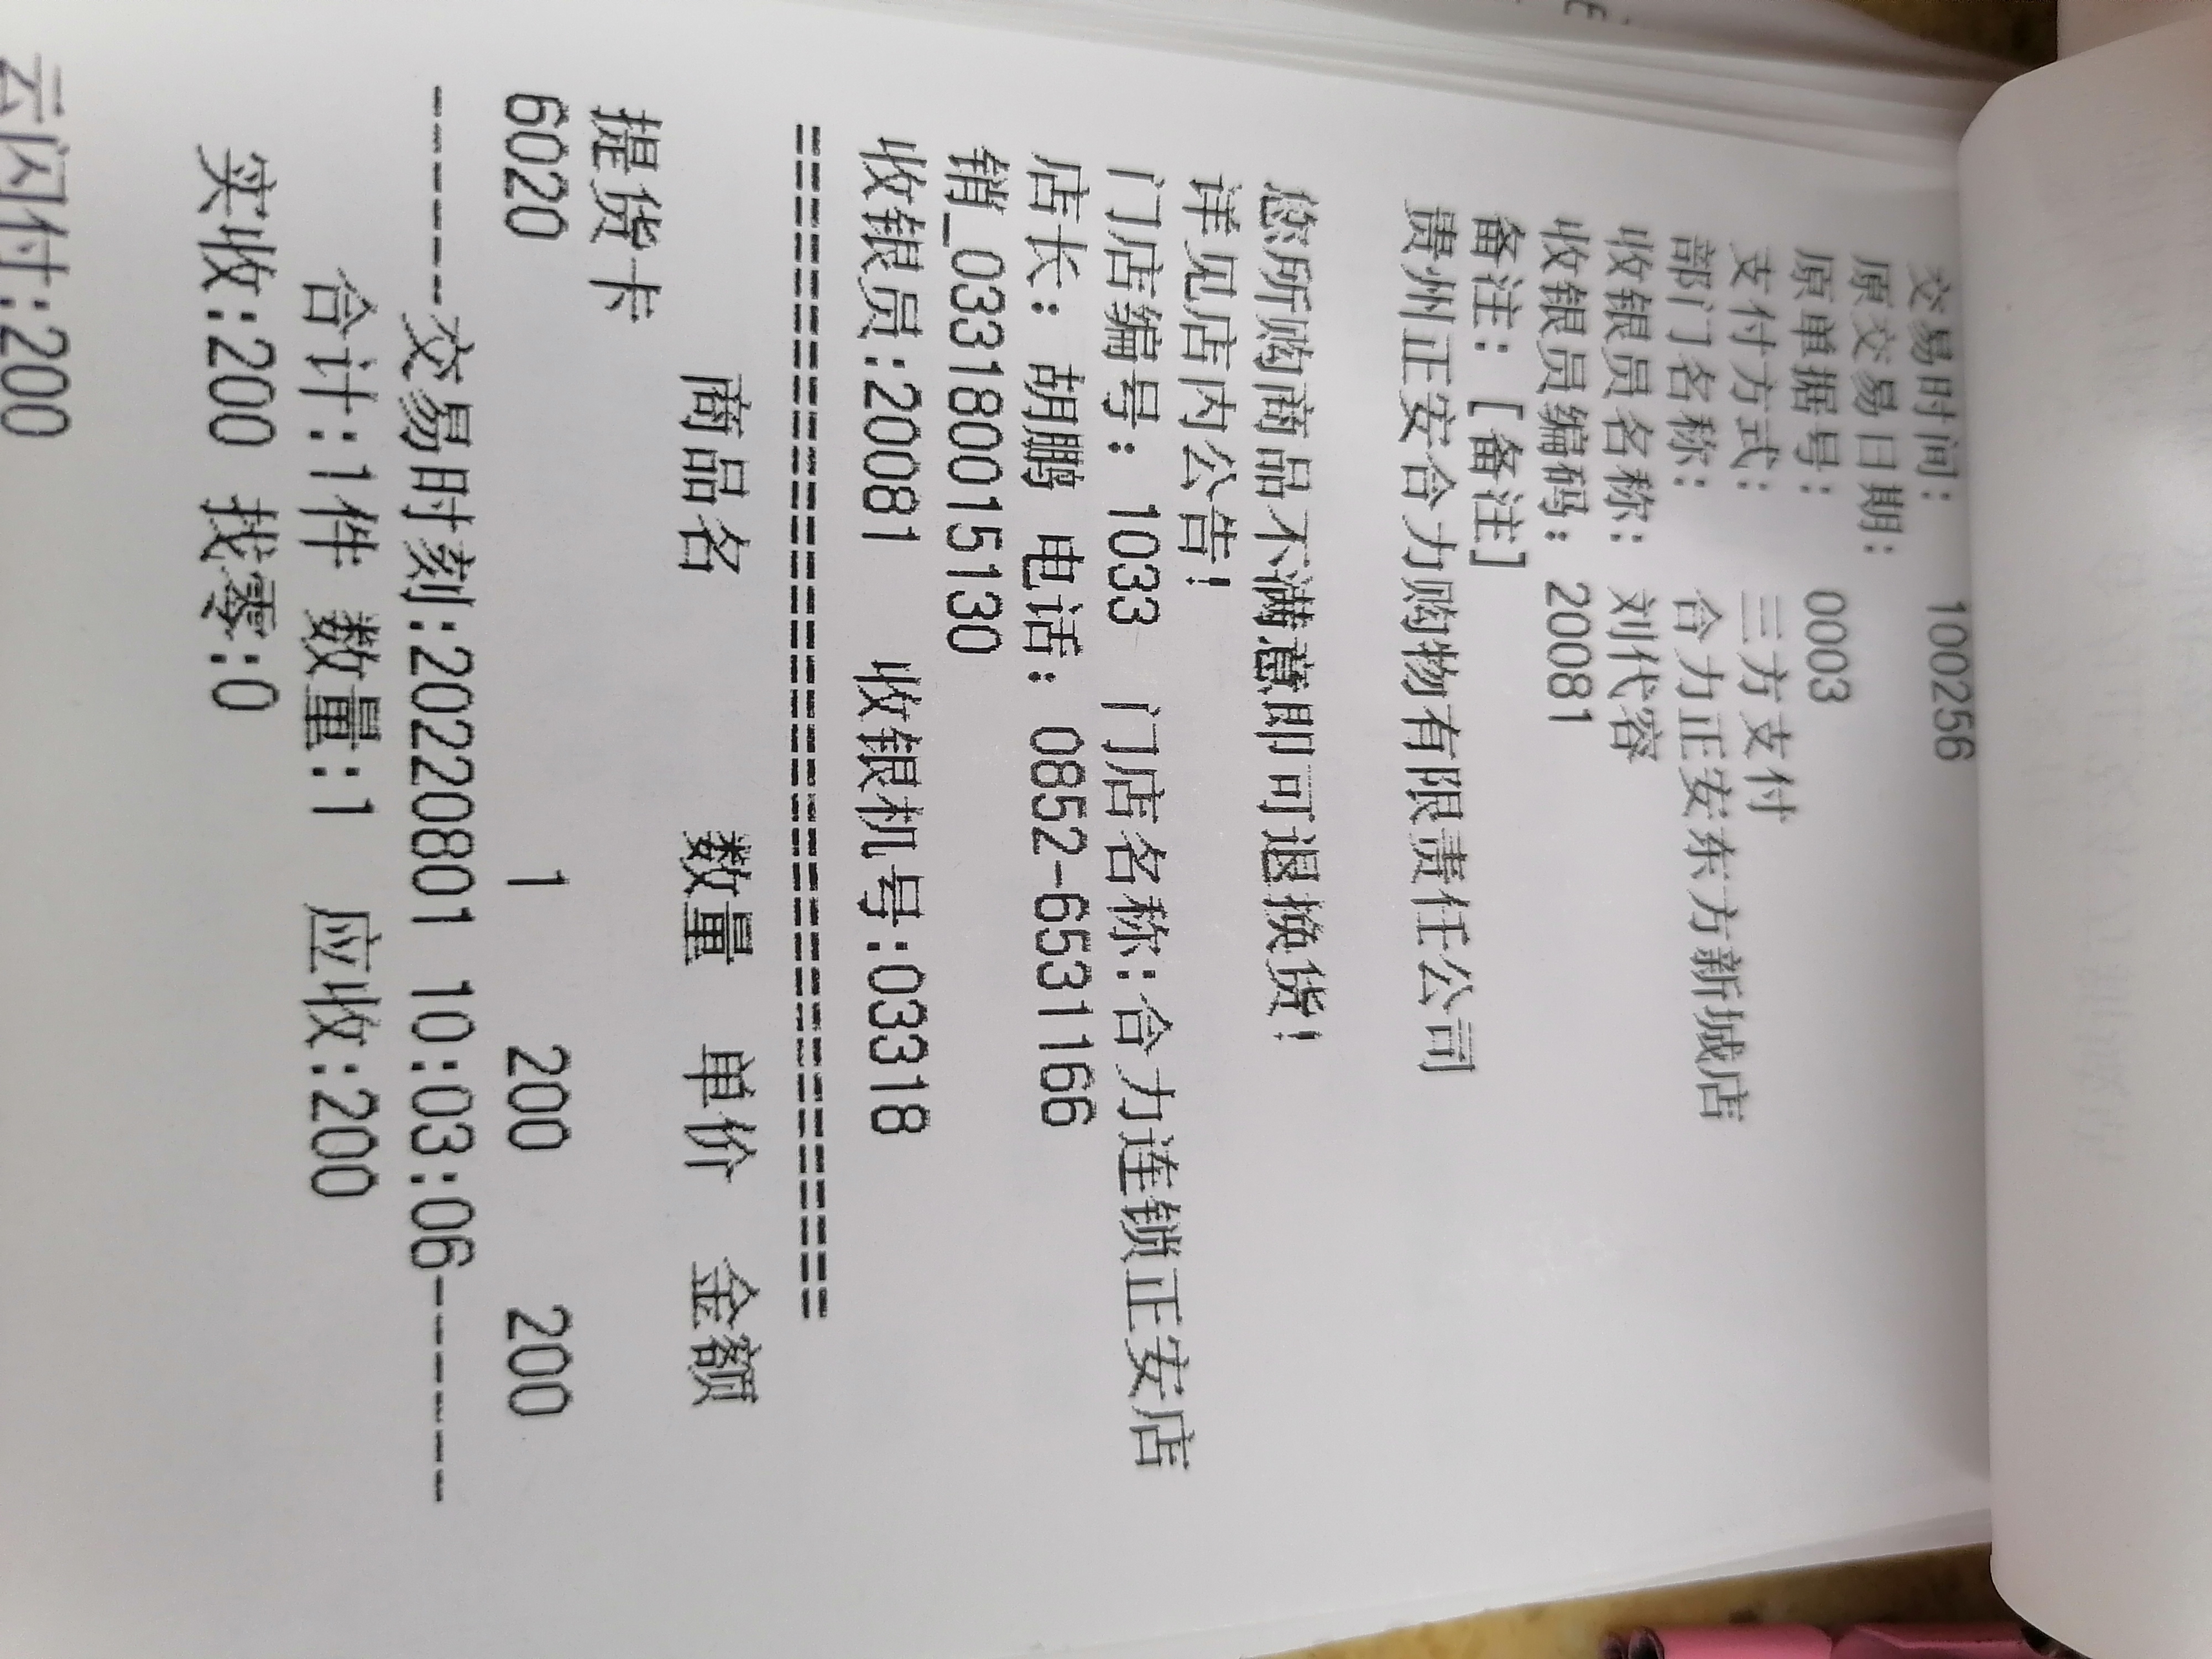 交易时间: 100256
原交易日期:
原单据号: 0003
支付方式: 三方支付
部门名称: 合力正安东方新城店
收银员名称: 刘代容
收银员编码: 20081
备注: [备注]
贵州正安合力购物有限责任公司
您所购商品不满意即可退换货!
详见店内公告!
门店编号: 1033 门店名称:合力连锁正安店
店长: 胡鹏 电话: 0852-6531166
销_03318001513​0
收银员:20081 收银机号:03318
================================================
商品名 数量 单价 金额
提货卡
6020 1 200 200
--------交易时刻:20220801 10:03:06--------
合计:1件 数量:1 应收:200
实收:200 找零:0
云闪付:200